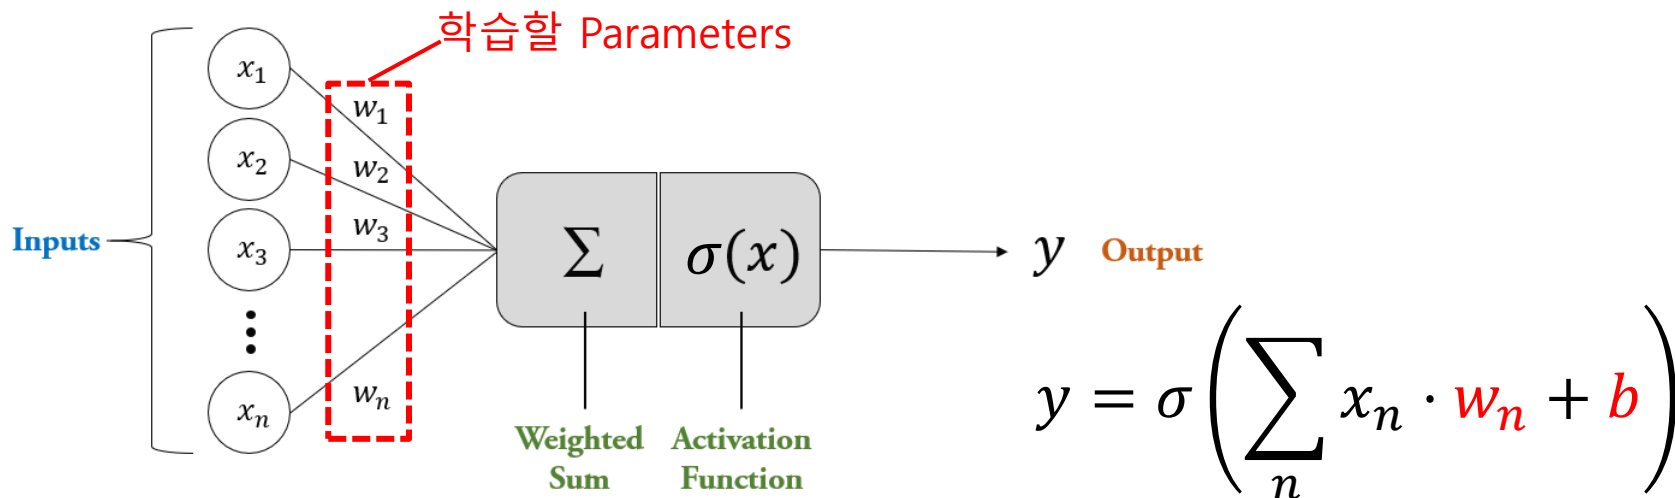 학습할 Parameters
x₁
w₁
x₂
w₂
Inputs
x₃
w₃
∑
σ(x)
y
Output
⋮
xₙ
wₙ
Weighted
Sum
Activation
Function
y = σ(∑ₙ xₙ · wₙ + b)